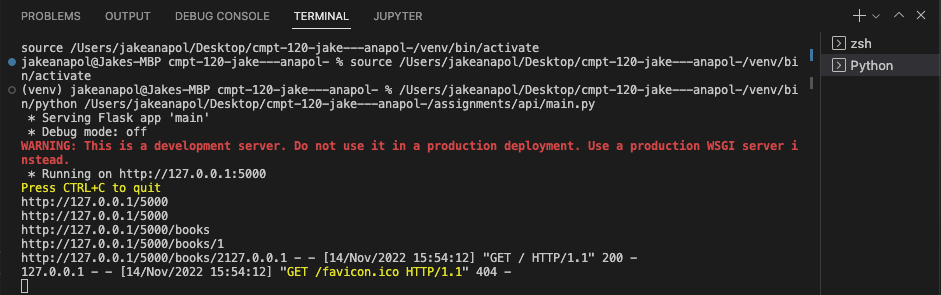 PROBLEMS OUTPUT DEBUG CONSOLE TERMINAL JUPYTER
zsh
Python
source /Users/jakeanapol/Desktop/cmpt-120-jake---anapol-/venv/bin/activate
jakeanapol@Jakes-MBP cmpt-120-jake---anapol- % source /Users/jakeanapol/Desktop/cmpt-120-jake---anapol-/venv/bi
n/activate
(venv) jakeanapol@Jakes-MBP cmpt-120-jake---anapol- % /Users/jakeanapol/Desktop/cmpt-120-jake---anapol-/venv/bi
n/python /Users/jakeanapol/Desktop/cmpt-120-jake---anapol-/assignments/api/main.py
* Serving Flask app 'main'
* Debug mode: off
WARNING: This is a development server. Do not use it in a production deployment. Use a production WSGI server i
nstead.
* Running on http://127.0.0.1:5000
Press CTRL+C to quit
http://127.0.0.1/5000
http://127.0.0.1/5000
http://127.0.0.1/5000/books
http://127.0.0.1/5000/books/1
http://127.0.0.1/5000/books/2127.0.0.1 - - [14/Nov/2022 15:54:12] "GET / HTTP/1.1" 200 -
127.0.0.1 - - [14/Nov/2022 15:54:12] "GET /favicon.ico HTTP/1.1" 404 -